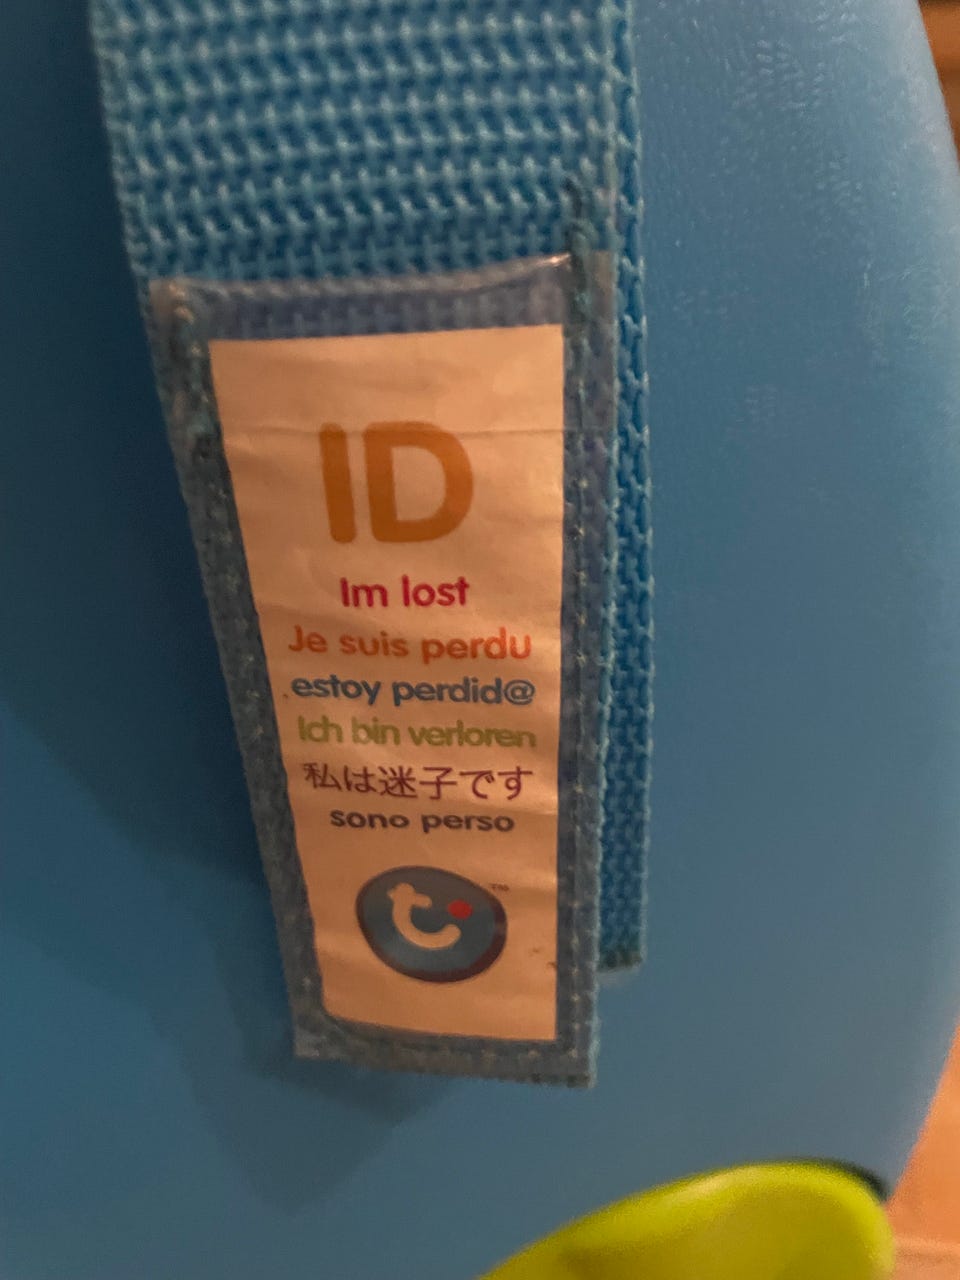 ID
Im lost
Je suis perdu
estoy perdid@
Ich bin verloren
私は迷子です
sono perso
t
TM